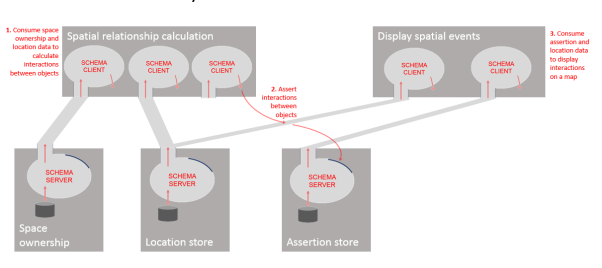 1. Consume space
ownership and
location data to
calculate
interactions
between objects
Spatial relationship calculation
SCHEMA
CLIENT
SCHEMA
CLIENT
SCHEMA
CLIENT
Display spatial events
SCHEMA
CLIENT
SCHEMA
CLIENT
3. Consume
assertion and
location data
to display
interactions
on a map
2. Assert
interactions
between
objects
SCHEMA
SERVER
Space
ownership
SCHEMA
SERVER
Location store
SCHEMA
SERVER
Assertion store